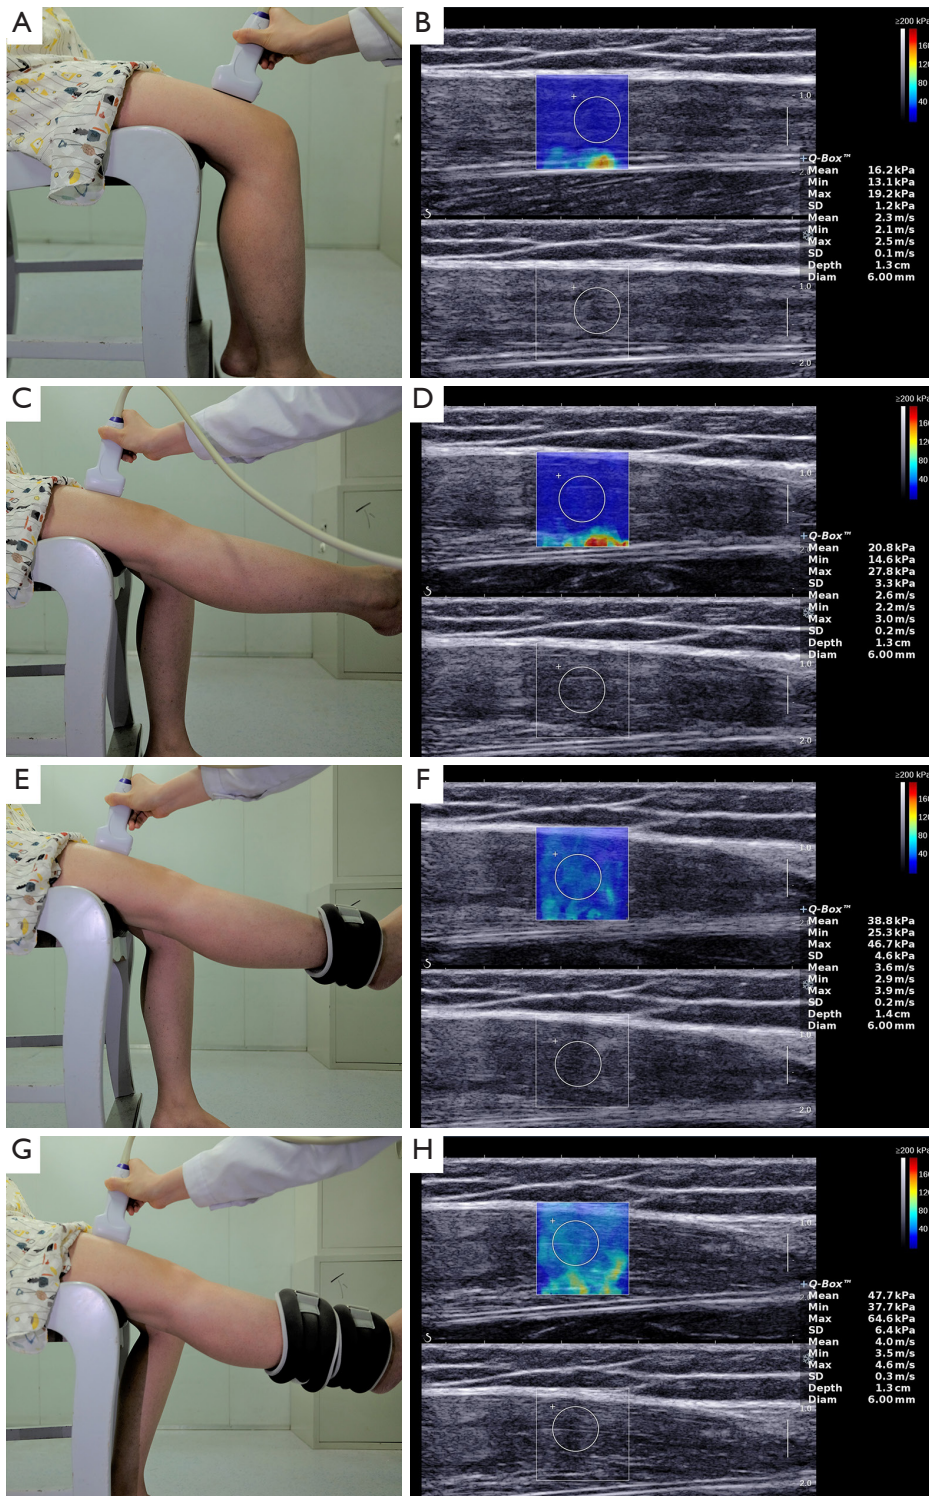 A
B
≥200 kPa
160
120
80
40
1.0
+Q-Box™
Mean 16.2 kPa
Min 13.1 kPa
Max 19.2 kPa
SD 1.2 kPa
Mean 2.3 m/s
Min 2.1 m/s
Max 2.5 m/s
SD 0.1 m/s
Depth 1.3 cm
Diam 6.00 mm
1.0
2.0
C
D
≥200 kPa
160
120
80
40
1.0
+Q-Box™
Mean 20.8 kPa
Min 14.6 kPa
Max 27.8 kPa
SD 3.3 kPa
Mean 2.6 m/s
Min 2.2 m/s
Max 3.0 m/s
SD 0.2 m/s
Depth 1.3 cm
Diam 6.00 mm
1.0
2.0
E
F
≥200 kPa
160
120
80
40
1.0
+Q-Box™
Mean 38.8 kPa
Min 25.3 kPa
Max 46.7 kPa
SD 4.6 kPa
Mean 3.6 m/s
Min 2.9 m/s
Max 3.9 m/s
SD 0.2 m/s
Depth 1.4 cm
Diam 6.00 mm
1.0
2.0
G
H
≥200 kPa
160
120
80
40
1.0
+Q-Box™
Mean 47.7 kPa
Min 37.7 kPa
Max 64.6 kPa
SD 6.4 kPa
Mean 4.0 m/s
Min 3.5 m/s
Max 4.6 m/s
SD 0.3 m/s
Depth 1.3 cm
Diam 6.00 mm
1.0
2.0